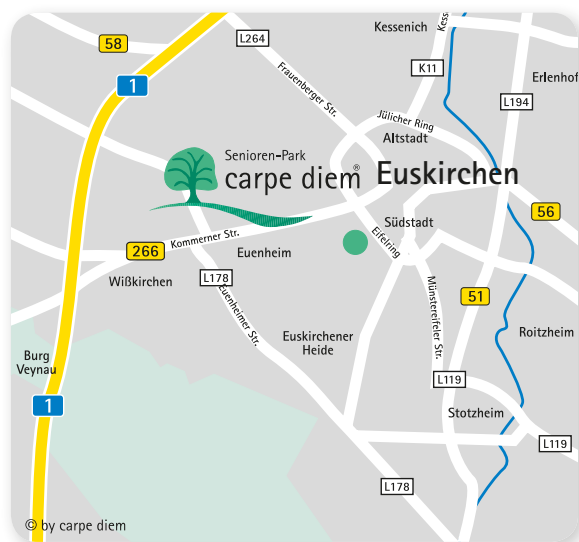 Kessenich
Kess
58
L264
K11
1
Erlenhof
Frauenberger Str.
L194
Jülicher Ring
Altstadt
Senioren-Park
carpe diem®
Euskirchen
56
Südstadt
Kommerner Str.
266
Eifelring
Euenheim
Wißkirchen
L178
51
Münstereifeler Str.
Euenheimer Str.
Euskirchener
Heide
Roitzheim
Burg
Veynau
L119
1
Stotzheim
L119
L178
© by carpe diem